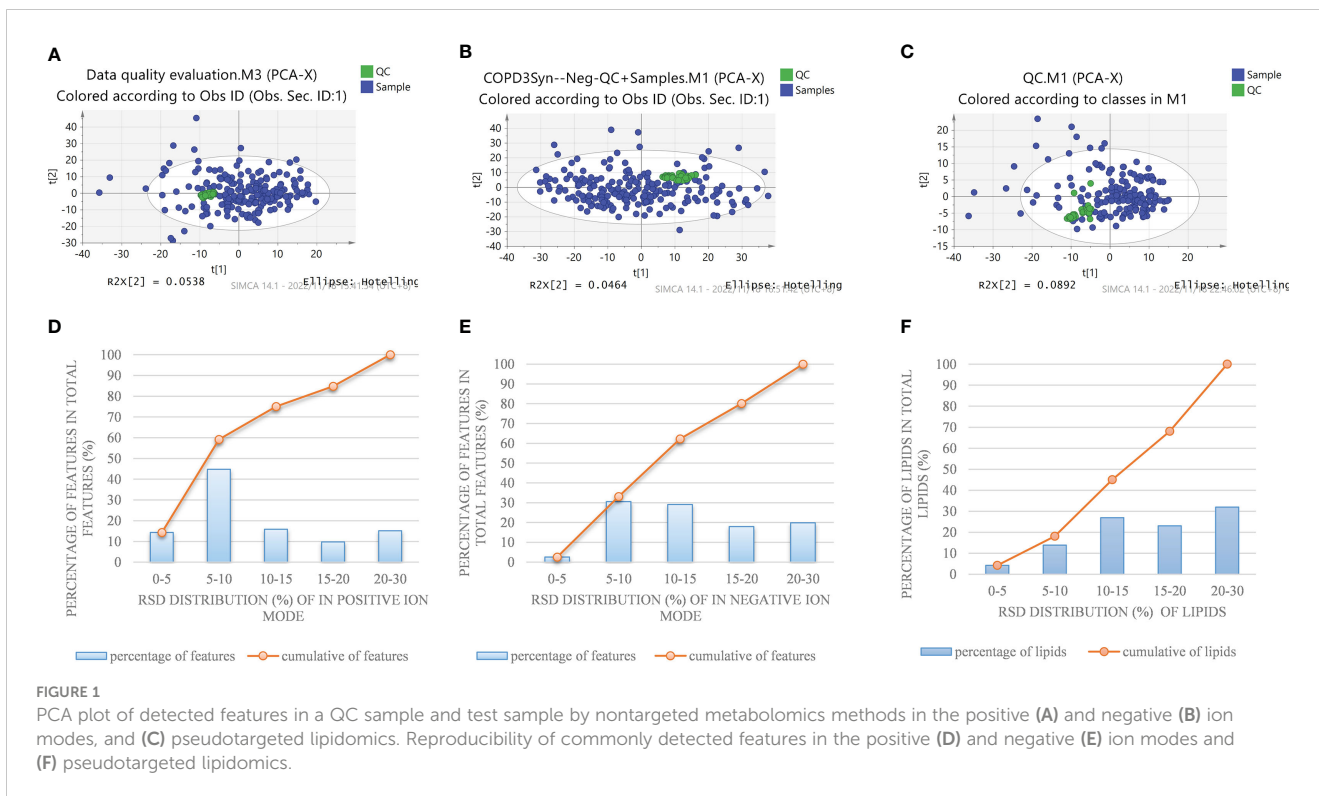 A
Data quality evaluation.M3 (PCA-X)
Colored according to Obs ID (Obs. Sec. ID:1)
QC
Sample
t[2]
40
30
20
10
0
-10
-20
-30
-40 -30 -20 -10 0 10 20 30
t[1]
R2X[2] = 0.0538
Ellipse: Hotelling
B
COPD3Syn--Neg-QC+Samples.M1 (PCA-X)
Colored according to Obs ID (Obs. Sec. ID:1)
QC
Samples
t[2]
40
30
20
10
0
-10
-20
-30
-40
-40 -30 -20 -10 0 10 20 30 40
t[1]
R2X[2] = 0.0464
Ellipse: Hotelling
C
QC.M1 (PCA-X)
Colored according to classes in M1
Sample
QC
t[2]
20
15
10
5
0
-5
-10
-15
-40 -30 -20 -10 0 10 20 30
t[1]
R2X[2] = 0.0892
Ellipse: Hotelling
D
PERCENTAGE OF FEATURES IN TOTAL
FEATURES (%)
100
90
80
70
60
50
40
30
20
10
0
0-5 5-10 10-15 15-20 20-30
RSD DISTRIBUTION (%) OF IN POSITIVE ION
MODE
percentage of features cumulative of features
E
PERCENTAGE OF FEATURES IN
TOTAL FEATURES (%)
100
90
80
70
60
50
40
30
20
10
0
0-5 5-10 10-15 15-20 20-30
RSD DISTRIBUTION (%) OF IN NEGATIVE ION
MODE
percentage of features cumulative of features
F
PERCENTAGE OF LIPIDS IN TOTAL
LIPIDS (%)
100
90
80
70
60
50
40
30
20
10
0
0-5 5-10 10-15 15-20 20-30
RSD DISTRIBUTION (%) OF LIPIDS
percentage of lipids cumulative of lipids
FIGURE 1
PCA plot of detected features in a QC sample and test sample by nontargeted metabolomics methods in the positive (A) and negative (B) ion
modes, and (C) pseudotargeted lipidomics. Reproducibility of commonly detected features in the positive (D) and negative (E) ion modes and
(F) pseudotargeted lipidomics.